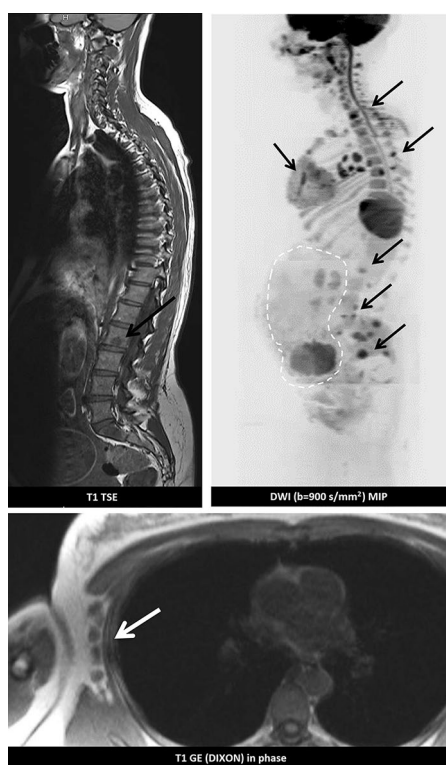 H
T1 TSE
DWI (b=900 s/mm²) MIP
T1 GE (DIXON) in phase